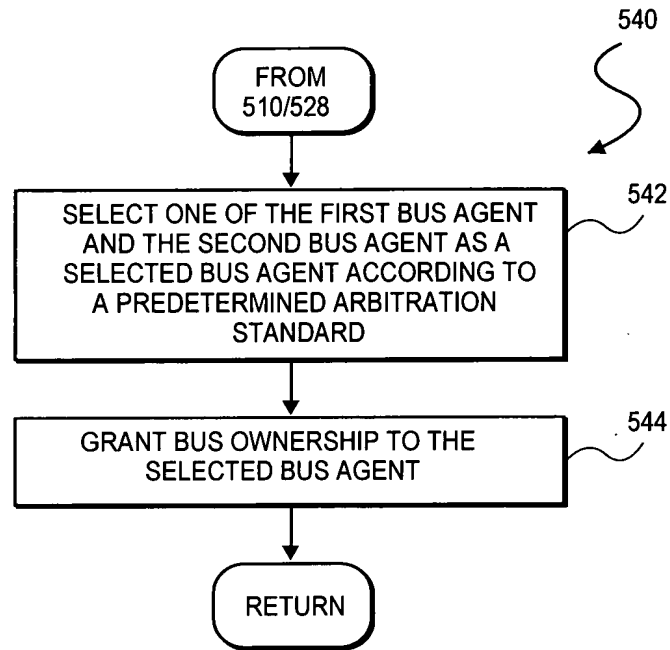 540
FROM
510/528
SELECT ONE OF THE FIRST BUS AGENT
AND THE SECOND BUS AGENT AS A
SELECTED BUS AGENT ACCORDING TO
A PREDETERMINED ARBITRATION
STANDARD
542
GRANT BUS OWNERSHIP TO THE
SELECTED BUS AGENT
544
RETURN